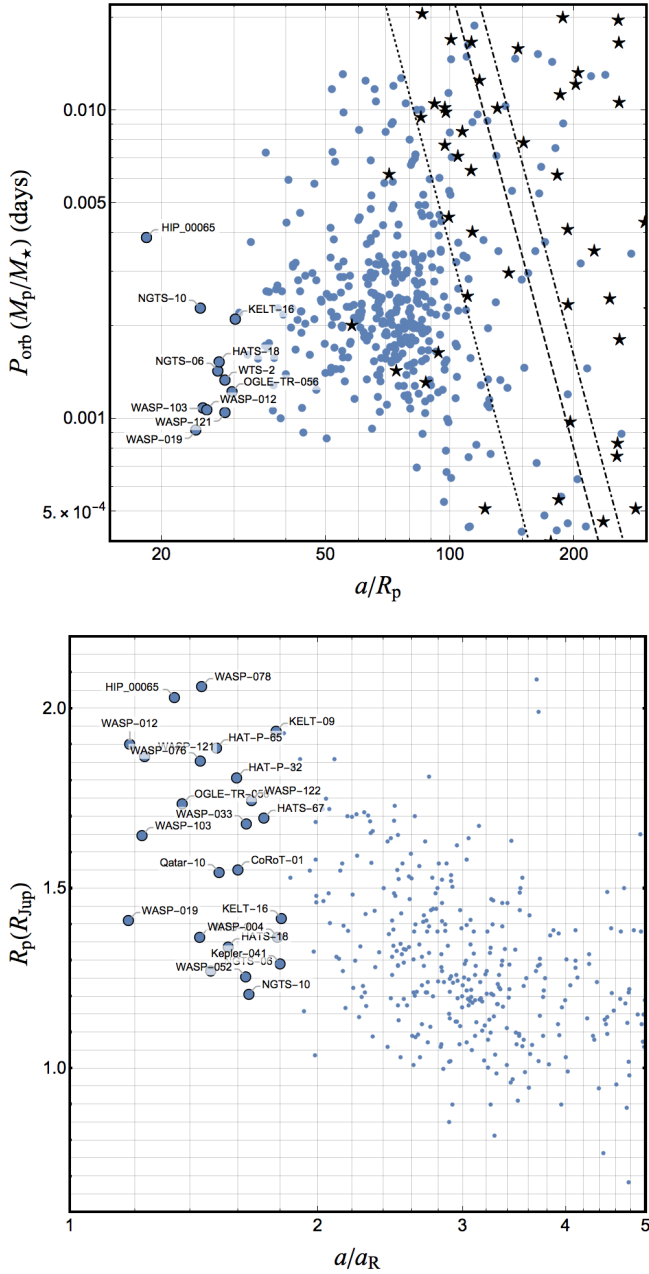 0.010
0.005
0.001
5. × 10⁻⁴
P_orb (M_p/M_⋆) (days)
HIP_00065
NGTS-10
KELT-16
HATS-18
NGTS-06
WTS-2
OGLE-TR-056
WASP-012
WASP-103
WASP-121
WASP-019
20
50
100
200
a/R_p
2.0
1.5
1.0
R_p(R_Jup)
WASP-078
HIP_00065
KELT-09
WASP-012
HAT-P-65
WASP-121
WASP-076
HAT-P-32
WASP-122
HATS-67
WASP-033
WASP-103
Qatar-10
CoRoT-01
WASP-019
KELT-16
WASP-004
HATS-18
Kepler-041
WASP-052
NGTS-10
1
2
3
4
5
a/a_R